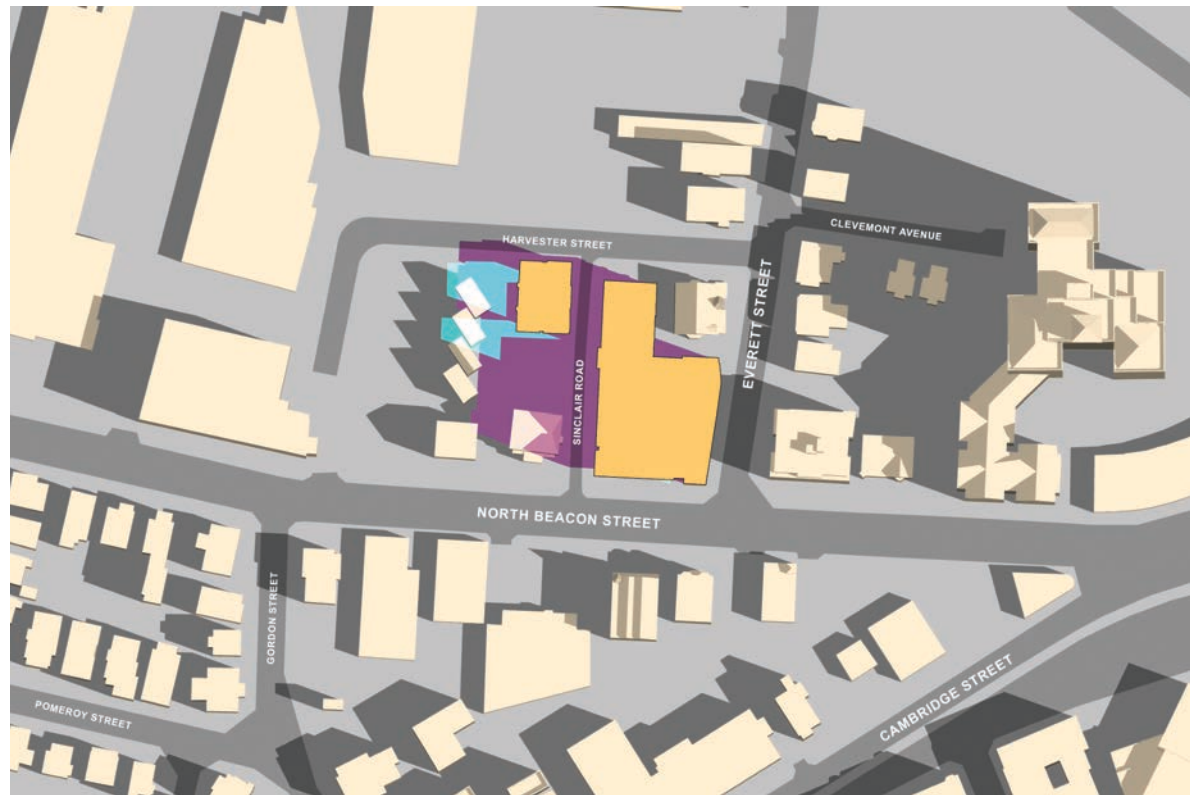 CLEVEMONT AVENUE
HARVESTER STREET
EVERETT STREET
SINCLAIR ROAD
NORTH BEACON STREET
GORDON STREET
CAMBRIDGE STREET
POMEROY STREET